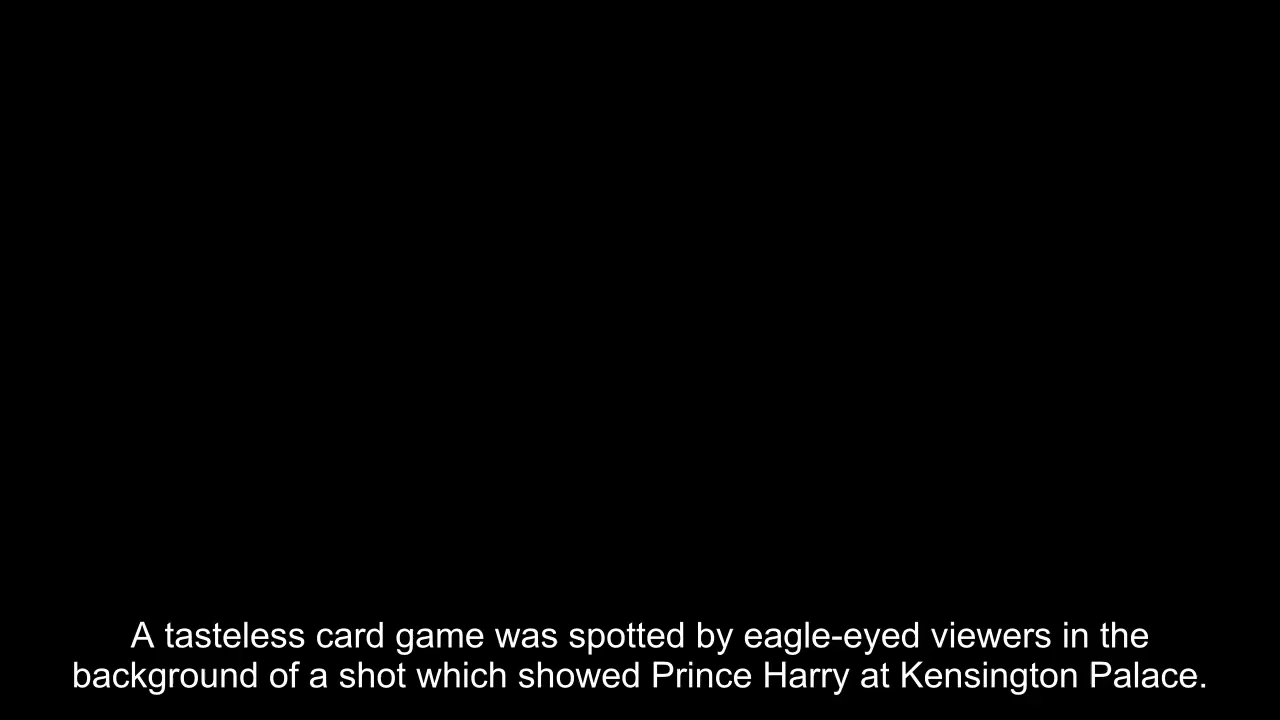 A tasteless card game was spotted by eagle-eyed viewers in the
background of a shot which showed Prince Harry at Kensington Palace.